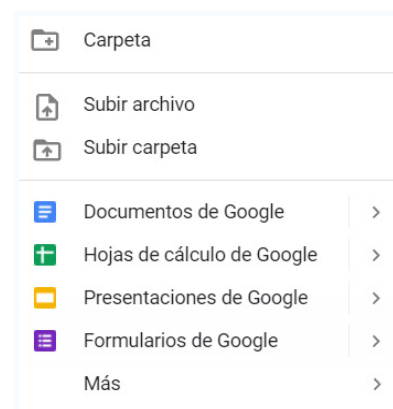 Carpeta
Subir archivo
Subir carpeta
Documentos de Google
Hojas de cálculo de Google
Presentaciones de Google
Formularios de Google
Más